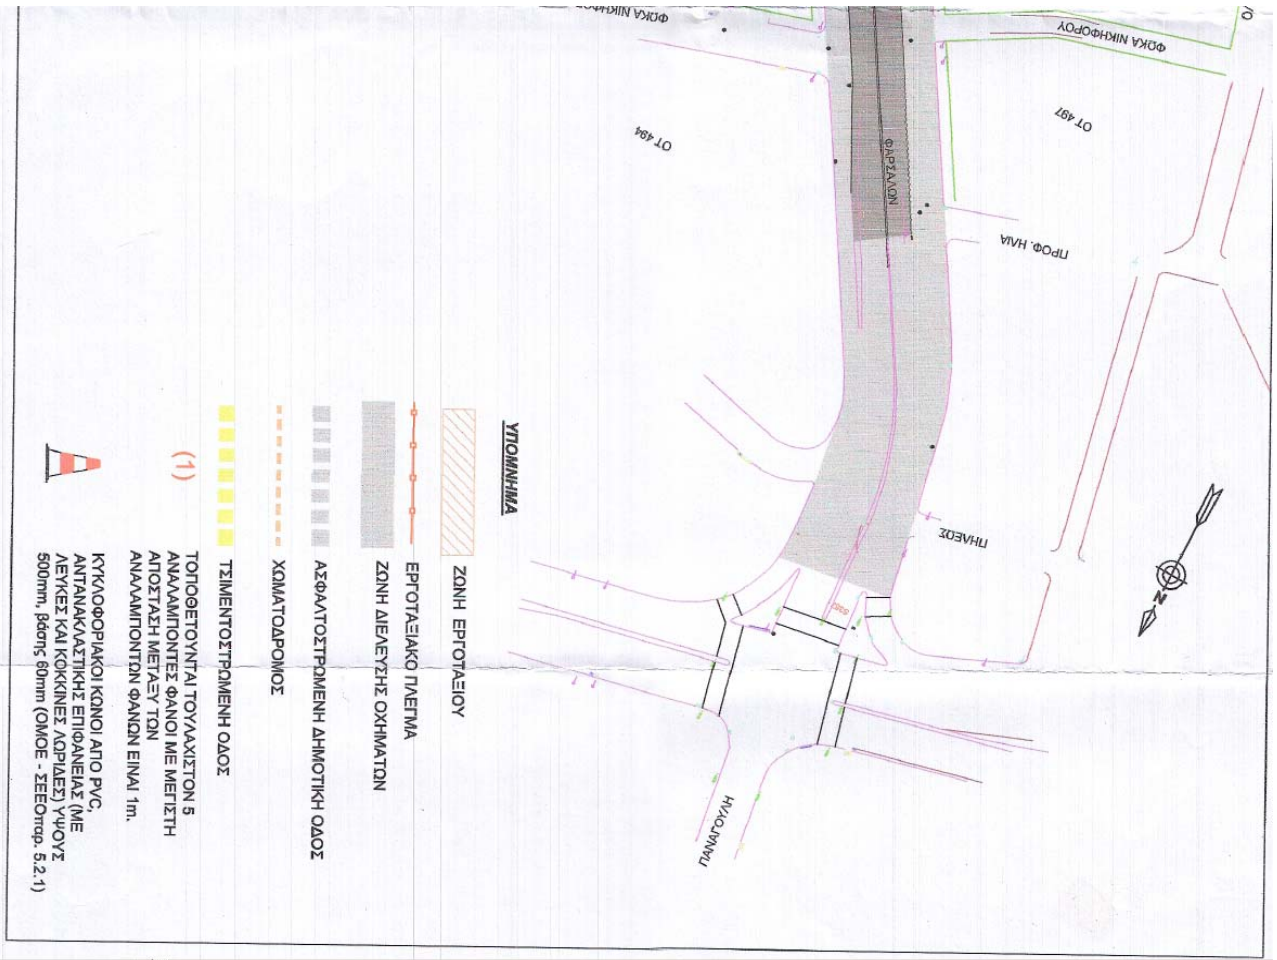 ΦΩΚΑ ΝΙΚΗΦΟΡΟΥ
ΦΩΚΑ ΝΙΚΗΦΟΡΟΥ
ΟΤ 494
ΟΤ 497
ΦΑΡΣΑΛΩΝ
ΠΡΟΦ. ΗΛΙΑ
ΠΗΛΕΩΣ
ΠΑΝΑΓΟΥΛΗ
N
ΥΠΟΜΝΗΜΑ
ΖΩΝΗ ΕΡΓΟΤΑΞΙΟΥ
ΕΡΓΟΤΑΞΙΑΚΟ ΠΛΕΓΜΑ
ΖΩΝΗ ΔΙΕΛΕΥΣΗΣ ΟΧΗΜΑΤΩΝ
ΑΣΦΑΛΤΟΣΤΡΩΜΕΝΗ ΔΗΜΟΤΙΚΗ ΟΔΟΣ
ΧΩΜΑΤΟΔΡΟΜΟΣ
ΤΣΙΜΕΝΤΟΣΤΡΩΜΕΝΗ ΟΔΟΣ
(1)
ΤΟΠΟΘΕΤΟΥΝΤΑΙ ΤΟΥΛΑΧΙΣΤΟΝ 5
ΑΝΑΛΑΜΠΟΝΤΕΣ ΦΑΝΟΙ ΜΕ ΜΕΓΙΣΤΗ
ΑΠΟΣΤΑΣΗ ΜΕΤΑΞΥ ΤΩΝ
ΑΝΑΛΑΜΠΟΝΤΩΝ ΦΑΝΩΝ ΕΙΝΑΙ 1m.
ΚΥΚΛΟΦΟΡΙΑΚΟΙ ΚΩΝΟΙ ΑΠΟ PVC,
ΑΝΤΑΝΑΚΛΑΣΤΙΚΗΣ ΕΠΙΦΑΝΕΙΑΣ (ΜΕ
ΛΕΥΚΕΣ ΚΑΙ ΚΟΚΚΙΝΕΣ ΛΩΡΙΔΕΣ) ΥΨΟΥΣ
500mm, βάσης 60mm (ΟΜΟΕ - ΣΕΕΟπαρ. 5.2.1)